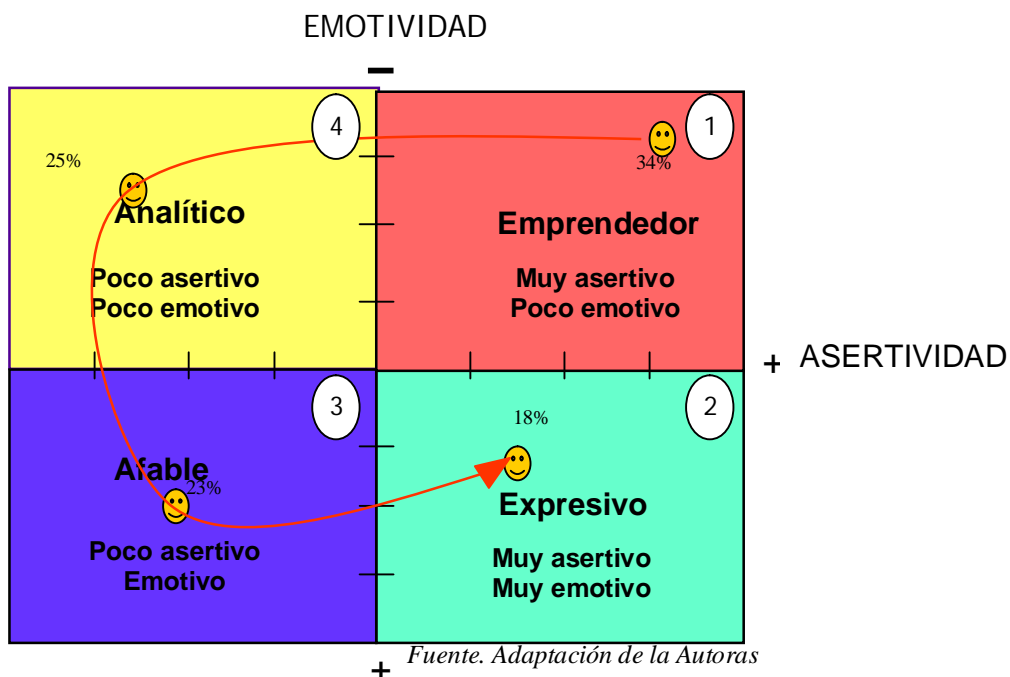 EMOTIVIDAD
-
4
1
25%
34%
Analítico
Emprendedor
Poco asertivo
Poco emotivo
Muy asertivo
Poco emotivo
+ ASERTIVIDAD
3
2
18%
Afable
23%
Expresivo
Poco asertivo
Emotivo
Muy asertivo
Muy emotivo
Fuente. Adaptación de la Autoras
+